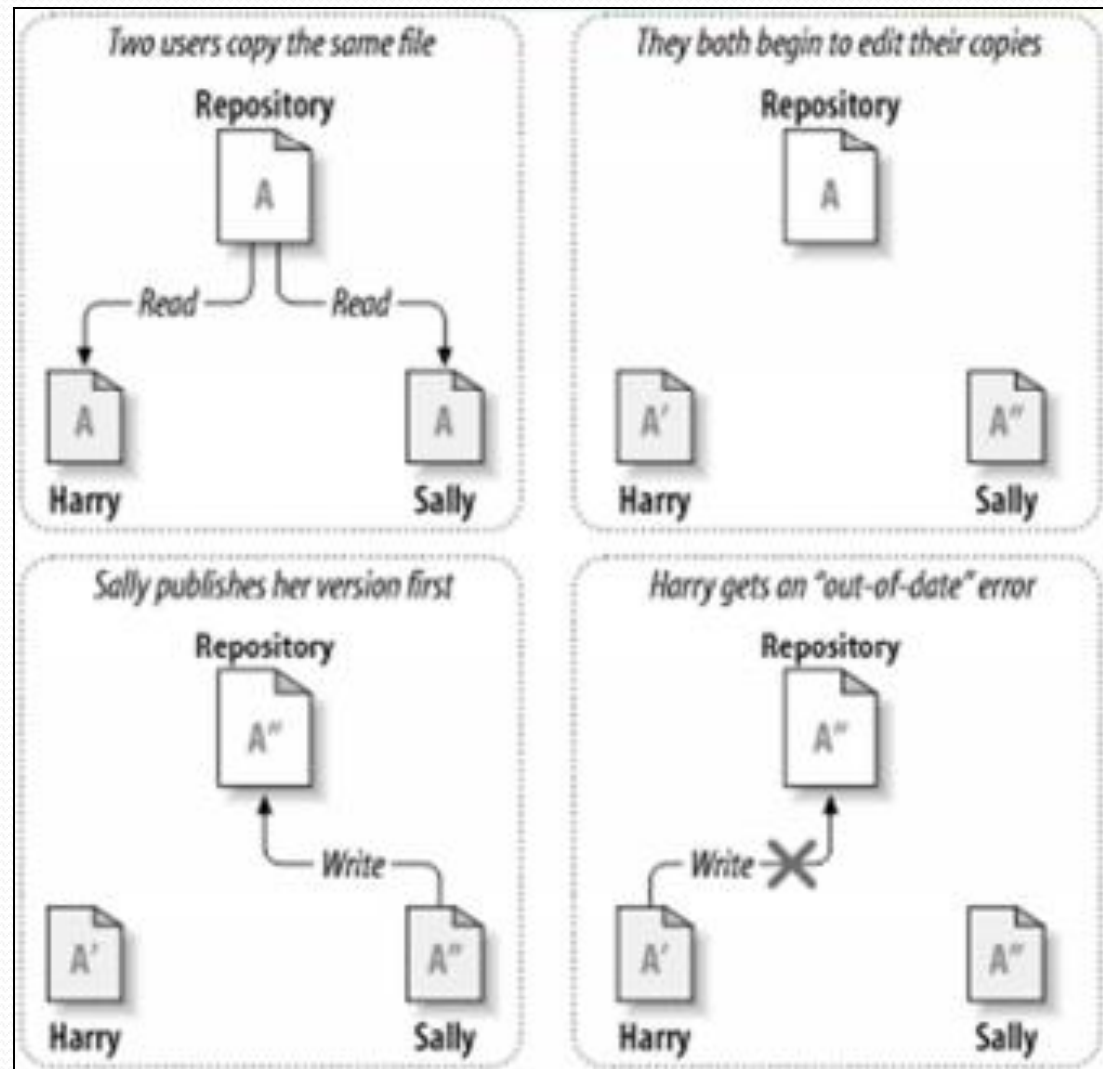 Two users copy the same file
Repository
A
Read Read
A A
Harry Sally
They both begin to edit their copies
Repository
A
A' A"
Harry Sally
Sally publishes her version first
Repository
A"
Write
A' A"
Harry Sally
Harry gets an “out-of-date” error
Repository
A"
Write
A' A"
Harry Sally